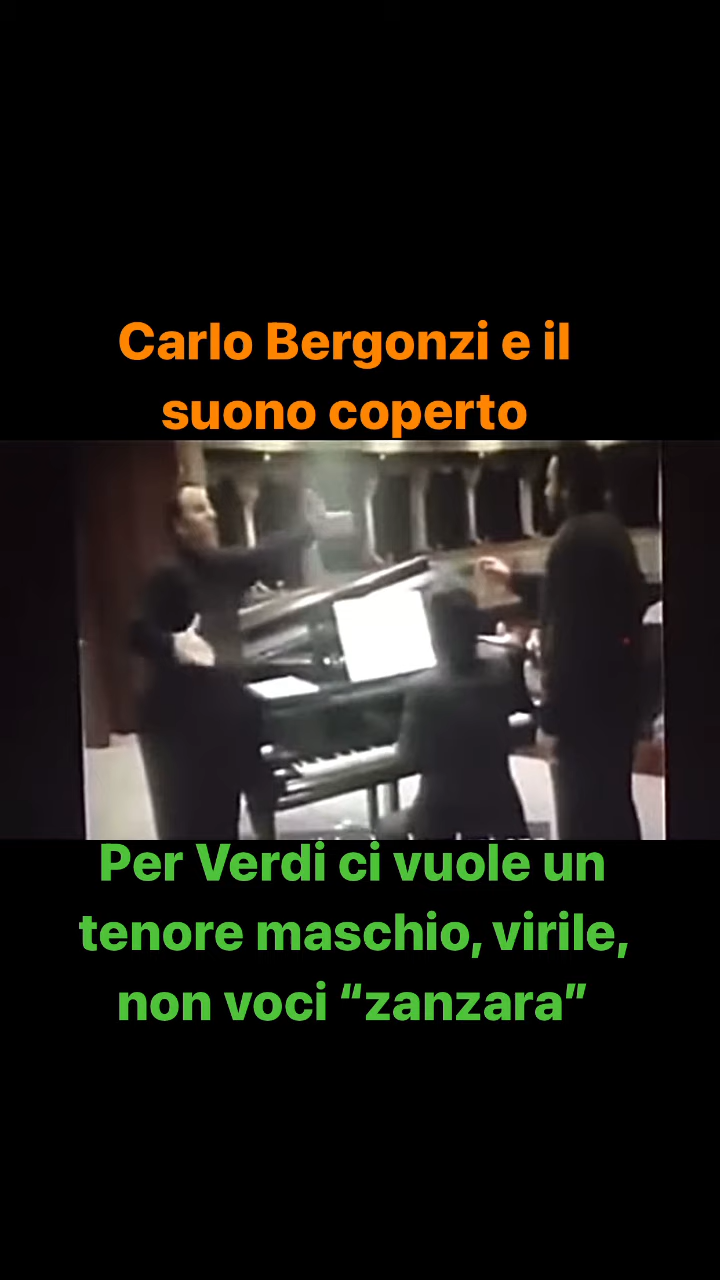 Carlo Bergonzi e il
suono coperto
Per Verdi ci vuole un
tenore maschio, virile,
non voci “zanzara”